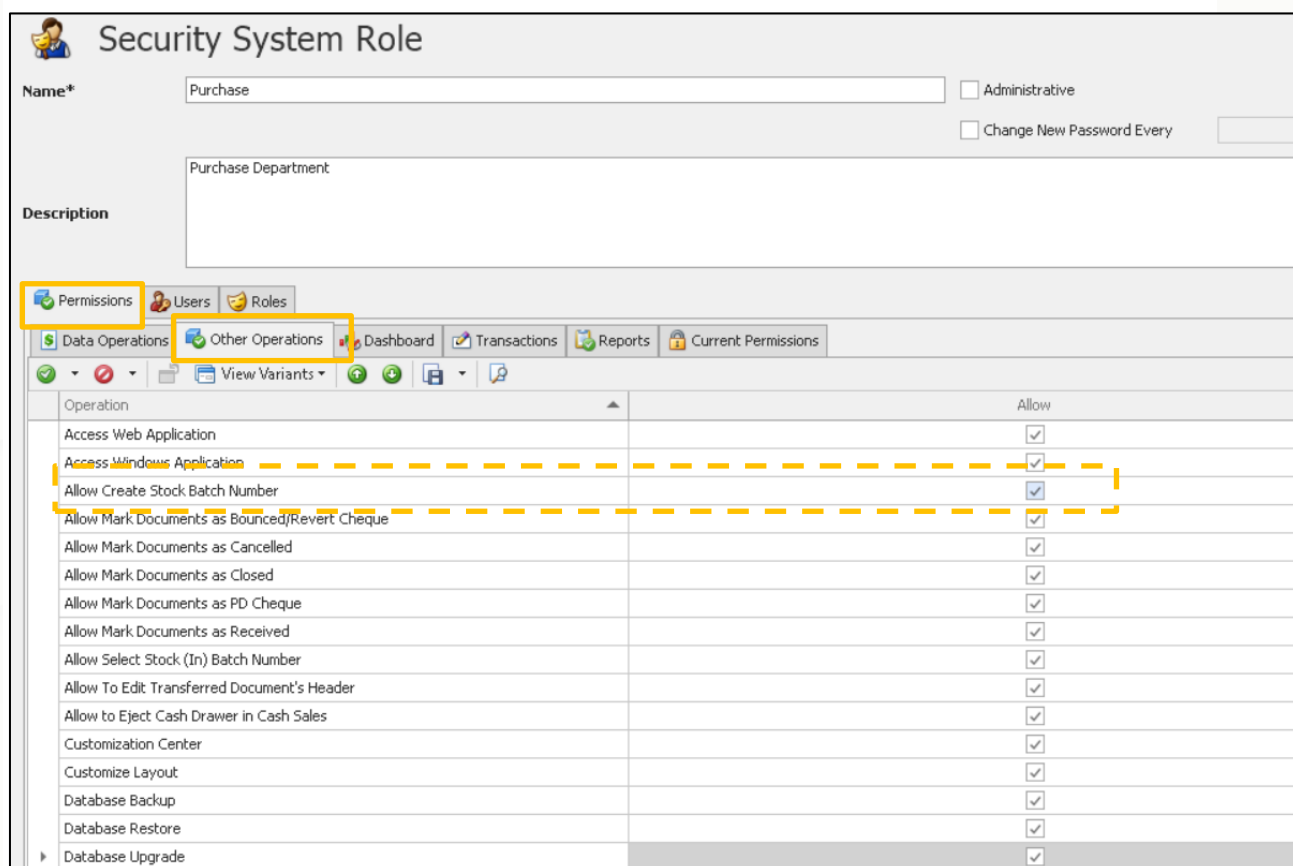 Security System Role
Name* Purchase Administrative
Change New Password Every
Purchase Department
Description
Permissions Users Roles
Data Operations Other Operations Dashboard Transactions Reports Current Permissions
View Variants
Operation Allow
Access Web Application
Access Windows Application
Allow Create Stock Batch Number
Allow Mark Documents as Bounced/Revert Cheque
Allow Mark Documents as Cancelled
Allow Mark Documents as Closed
Allow Mark Documents as PD Cheque
Allow Mark Documents as Received
Allow Select Stock (In) Batch Number
Allow To Edit Transferred Document's Header
Allow to Eject Cash Drawer in Cash Sales
Customization Center
Customize Layout
Database Backup
Database Restore
Database Upgrade